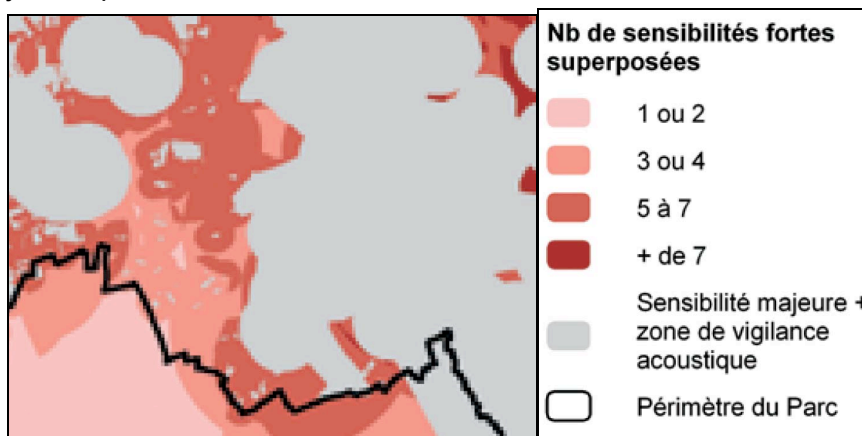 Nb de sensibilités fortes
superposées
1 ou 2
3 ou 4
5 à 7
+ de 7
Sensibilité majeure +
zone de vigilance
acoustique
Périmètre du Parc